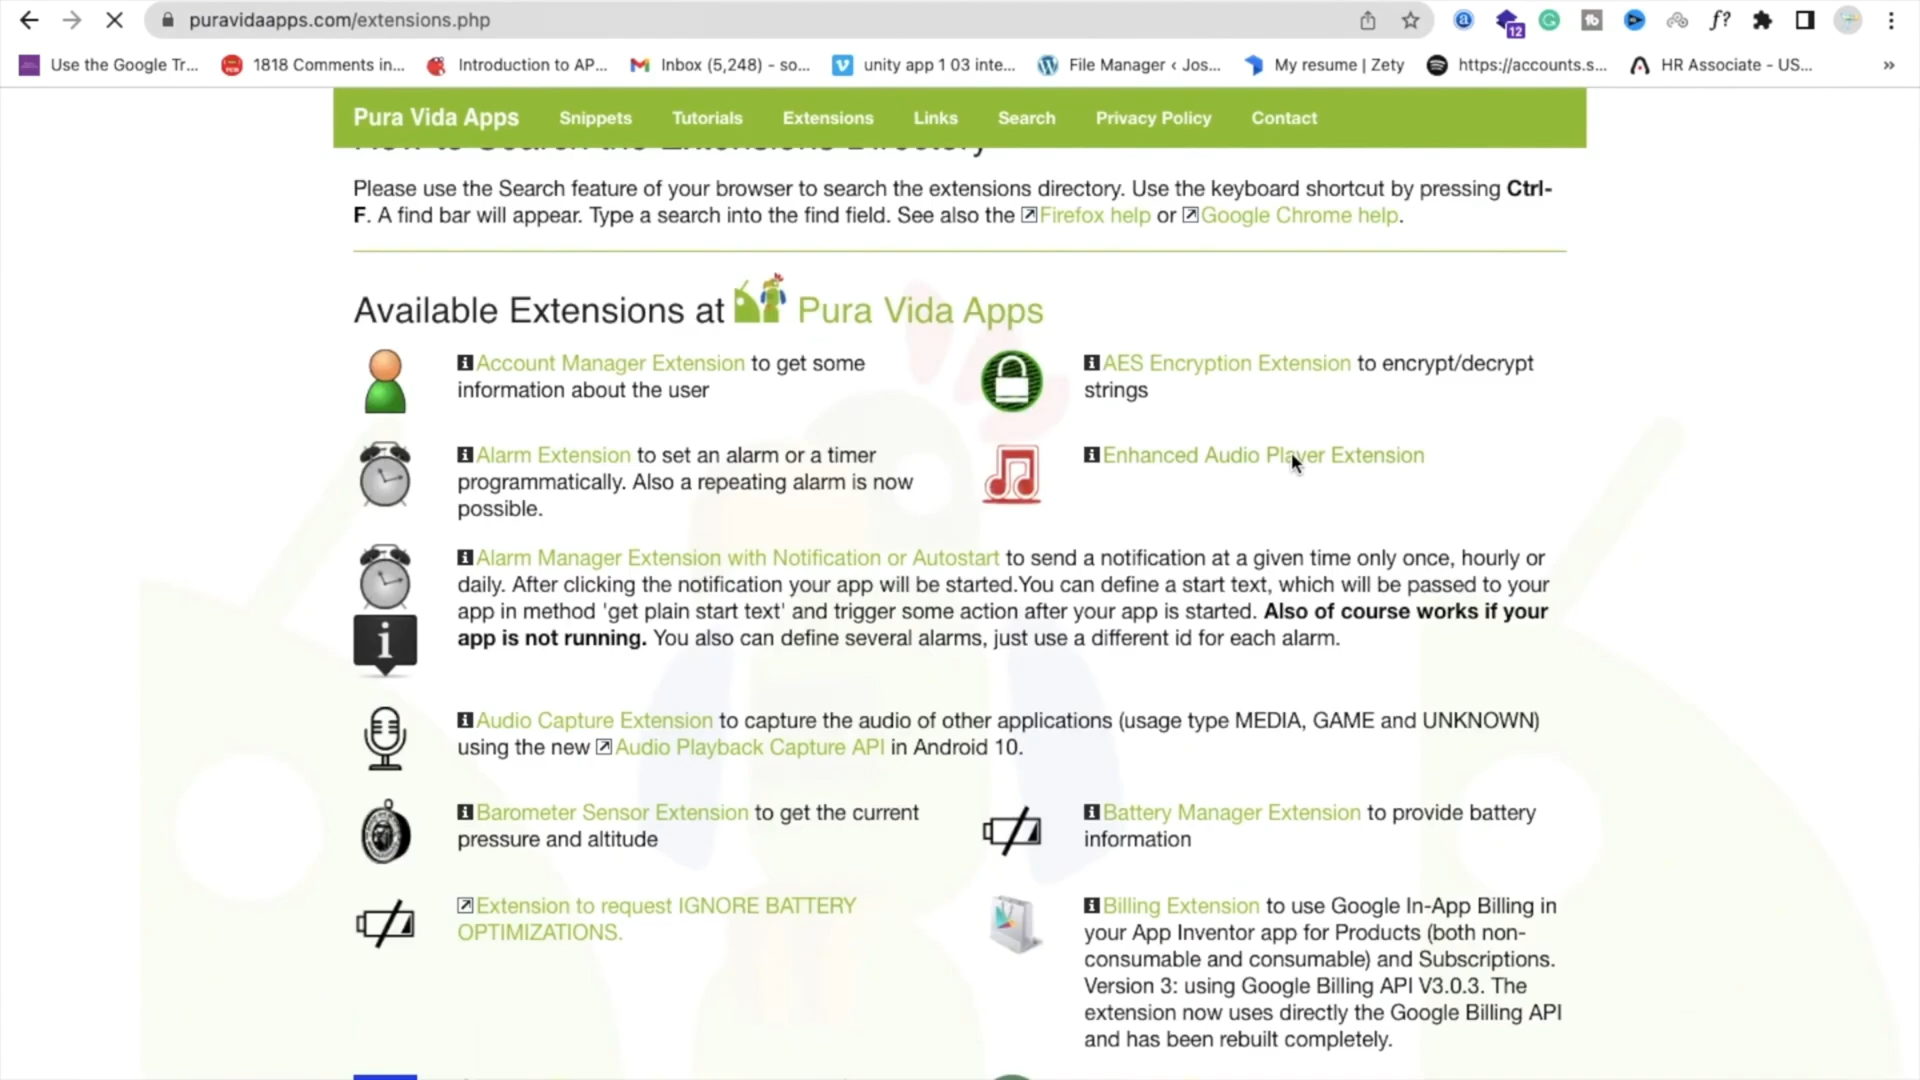 puravidaapps.com/extensions.php
12
Use the Google Tr...
1818 Comments in...
Introduction to AP...
Inbox (5,248) - so...
unity app 1 03 inte...
File Manager ‹ Jos...
My resume | Zety
https://accounts.s...
HR Associate - US...
»
Pura Vida Apps
Snippets
Tutorials
Extensions
Links
Search
Privacy Policy
Contact
How to Search the Extensions Directory
Please use the Search feature of your browser to search the extensions directory. Use the keyboard shortcut by pressing Ctrl-
F. A find bar will appear. Type a search into the find field. See also the Firefox help or Google Chrome help.
Available Extensions at Pura Vida Apps
Account Manager Extension to get some
information about the user
AES Encryption Extension to encrypt/decrypt
strings
Alarm Extension to set an alarm or a timer
programmatically. Also a repeating alarm is now
possible.
Enhanced Audio Player Extension
Alarm Manager Extension with Notification or Autostart to send a notification at a given time only once, hourly or
daily. After clicking the notification your app will be started.You can define a start text, which will be passed to your
app in method 'get plain start text' and trigger some action after your app is started. Also of course works if your
app is not running. You also can define several alarms, just use a different id for each alarm.
Audio Capture Extension to capture the audio of other applications (usage type MEDIA, GAME and UNKNOWN)
using the new Audio Playback Capture API in Android 10.
Barometer Sensor Extension to get the current
pressure and altitude
Battery Manager Extension to provide battery
information
Extension to request IGNORE BATTERY
OPTIMIZATIONS.
Billing Extension to use Google In-App Billing in
your App Inventor app for Products (both non-
consumable and consumable) and Subscriptions.
Version 3: using Google Billing API V3.0.3. The
extension now uses directly the Google Billing API
and has been rebuilt completely.